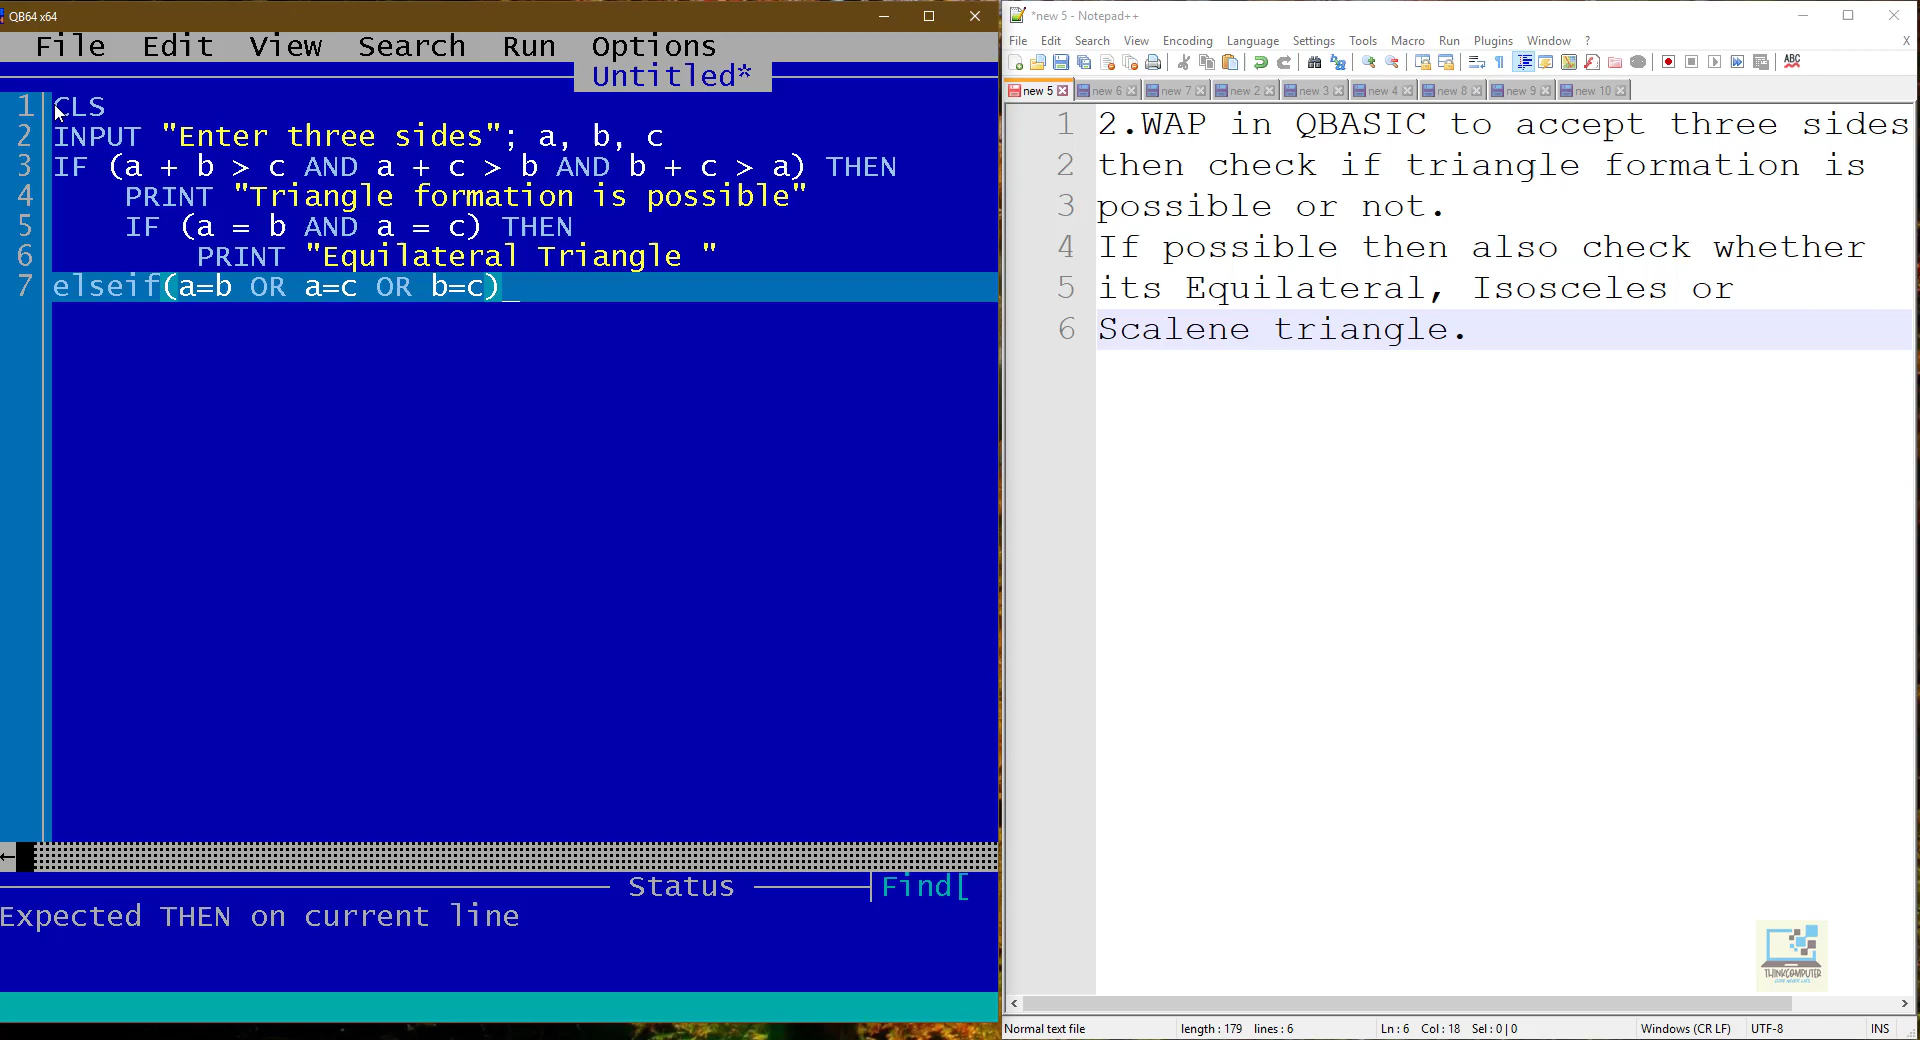 QB64 x64
File Edit View Search Run Options
Untitled*
1 CLS
2 INPUT "Enter three sides"; a, b, c
3 IF (a + b > c AND a + c > b AND b + c > a) THEN
4 PRINT "Triangle formation is possible"
5 IF (a = b AND a = c) THEN
6 PRINT "Equilateral Triangle "
7 elseif(a=b OR a=c OR b=c)_
Status
Find[
Expected THEN on current line
*new 5 - Notepad++
File Edit Search View Encoding Language Settings Tools Macro Run Plugins Window ? X
ABC
new 5 new 6 new 7 new 2 new 3 new 4 new 8 new 9 new 10
1 2.WAP in QBASIC to accept three sides
2 then check if triangle formation is
3 possible or not.
4 If possible then also check whether
5 its Equilateral, Isosceles or
6 Scalene triangle.
THINKCOMPUTER
Normal text file length : 179 lines : 6 Ln : 6 Col : 18 Sel : 0 | 0 Windows (CR LF) UTF-8 INS